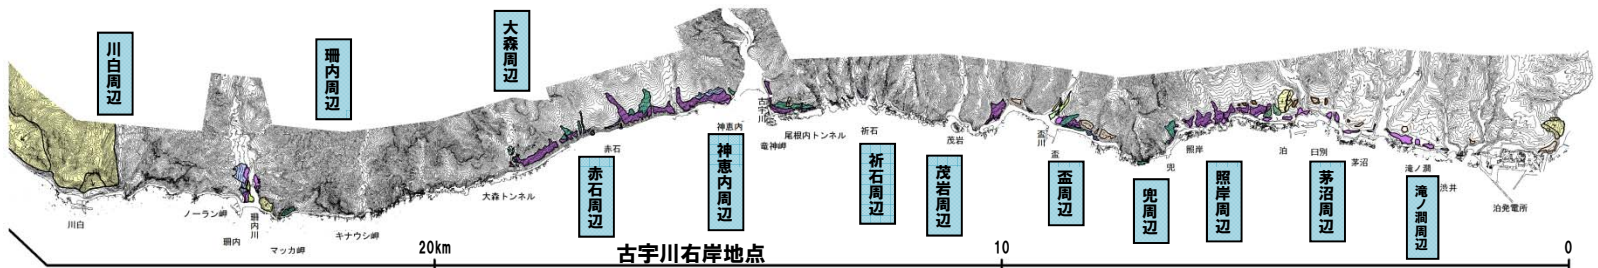 川白周辺
珊内周辺
大森周辺
赤石周辺
神恵内周辺
祈石周辺
茂岩周辺
盃周辺
兜周辺
照岸周辺
茅沼周辺
滝ノ澗周辺
川白
ノーラン岬
珊内
珊内川
マッカ岬
キナウシ岬
大森トンネル
赤石
神恵内
古宇川
竜神岬
尾根内トンネル
祈石
茂岩
盃川
盃
兜
照岸
泊
臼別
茅沼
滝ノ澗
渋井
泊発電所
20km
古宇川右岸地点
10
0